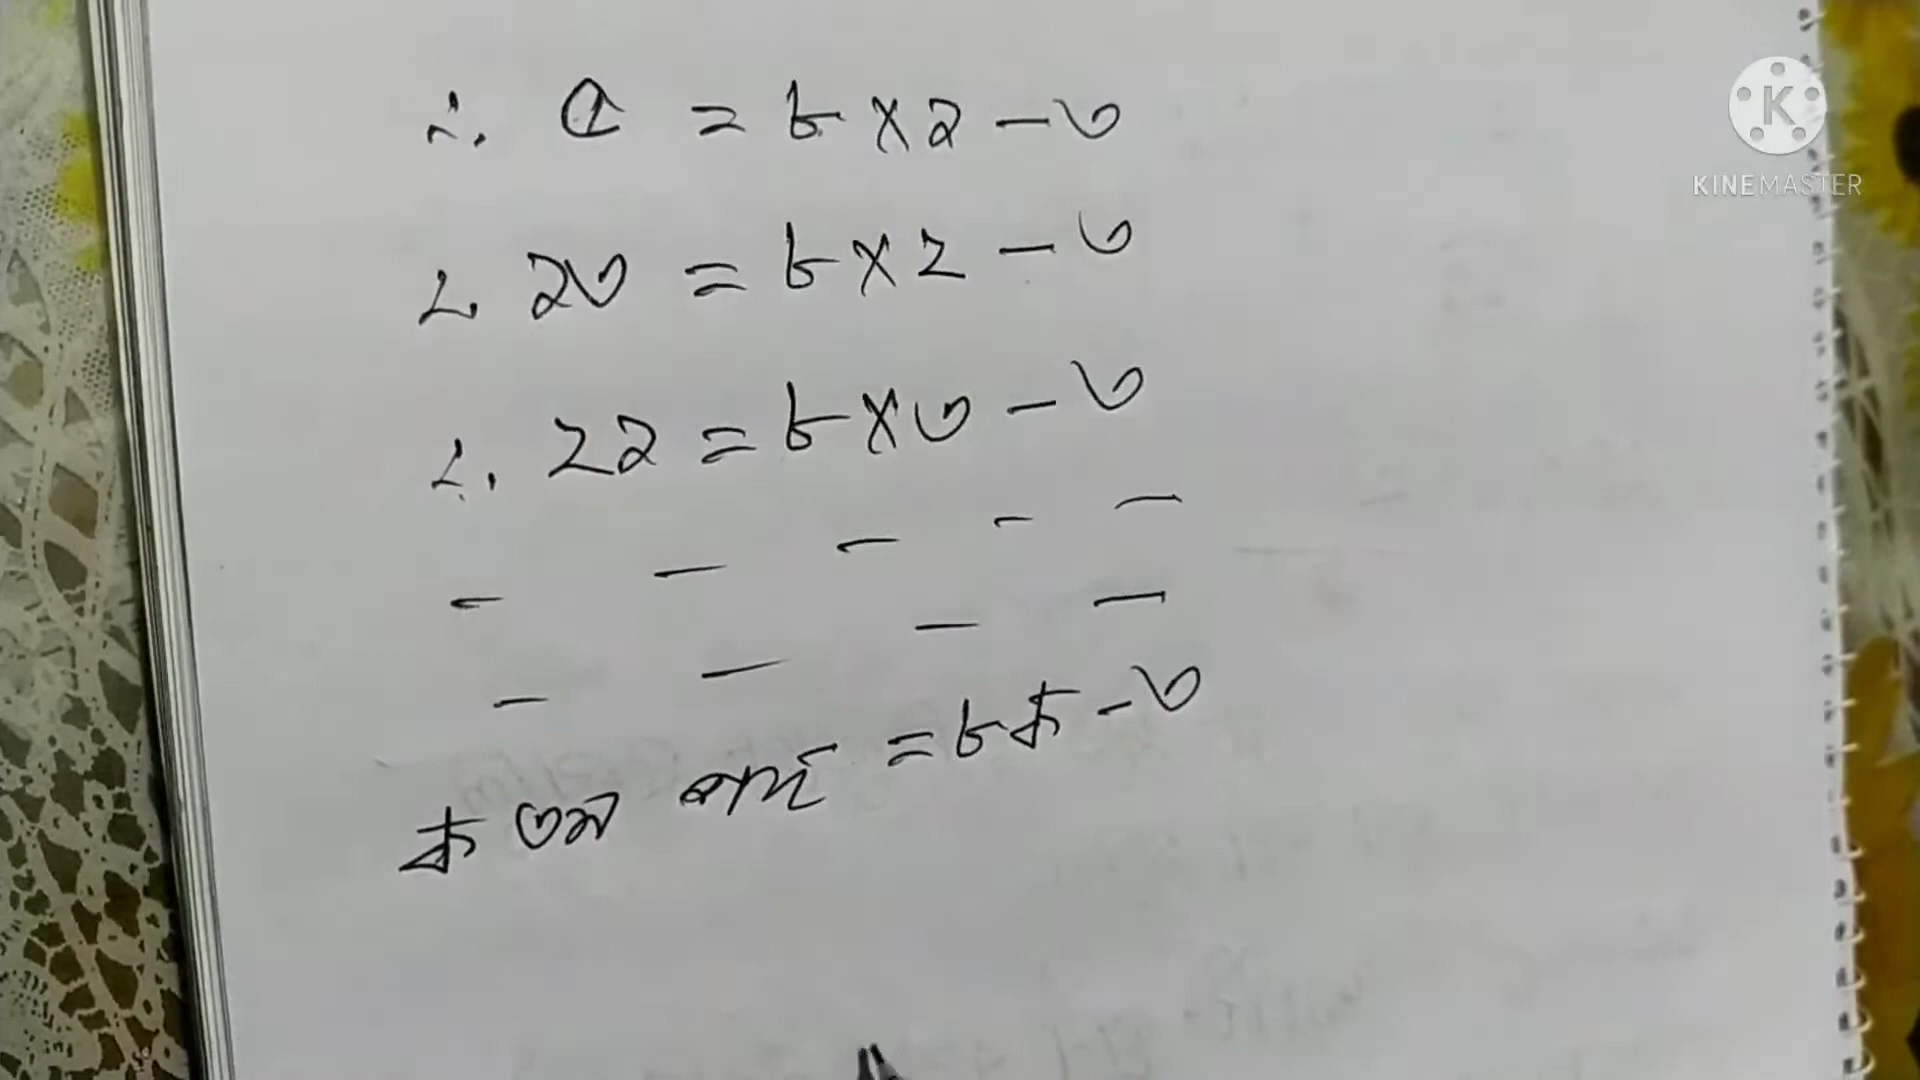 ∴ ৫ = ৮ × ১ - ৩
∴ ১৩ = ৮ × ২ - ৩
∴ ২১ = ৮ × ৩ - ৩
- - - - -
- - - -
ক তম পদ = ৮ক - ৩
KINEMASTER